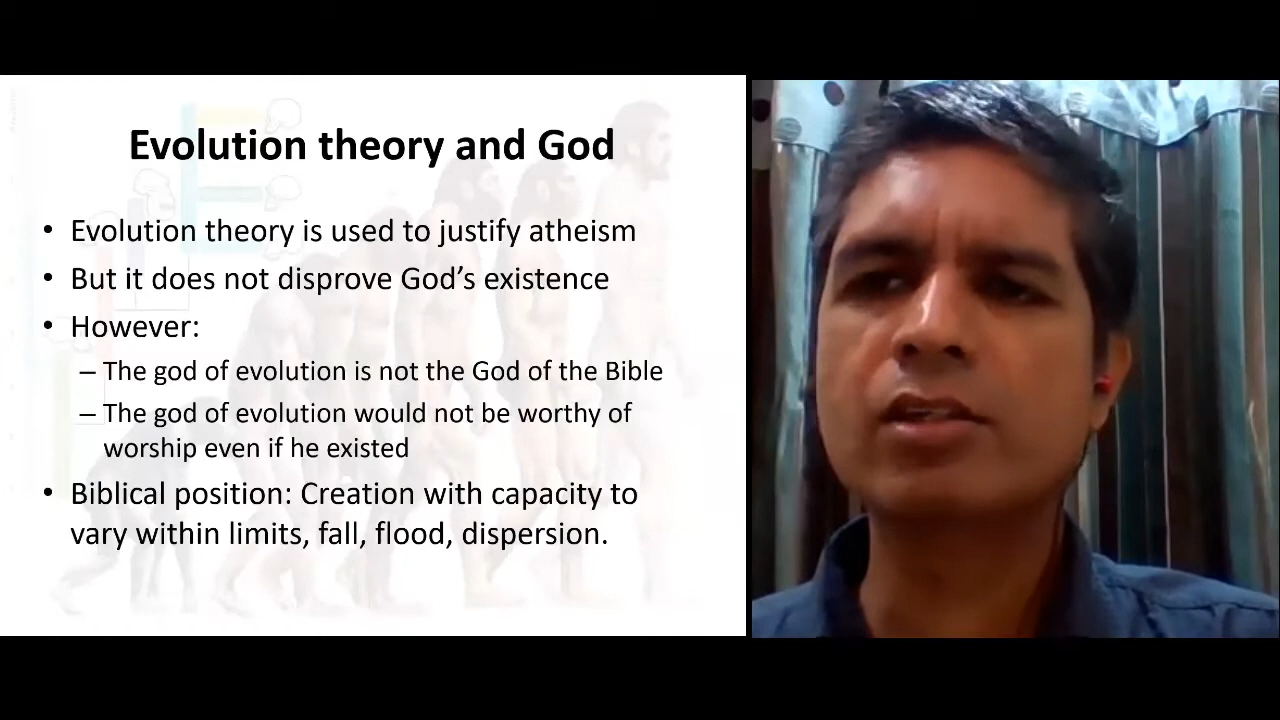 Evolution theory and God
• Evolution theory is used to justify atheism
• But it does not disprove God’s existence
• However:
– The god of evolution is not the God of the Bible
– The god of evolution would not be worthy of
worship even if he existed
• Biblical position: Creation with capacity to
vary within limits, fall, flood, dispersion.